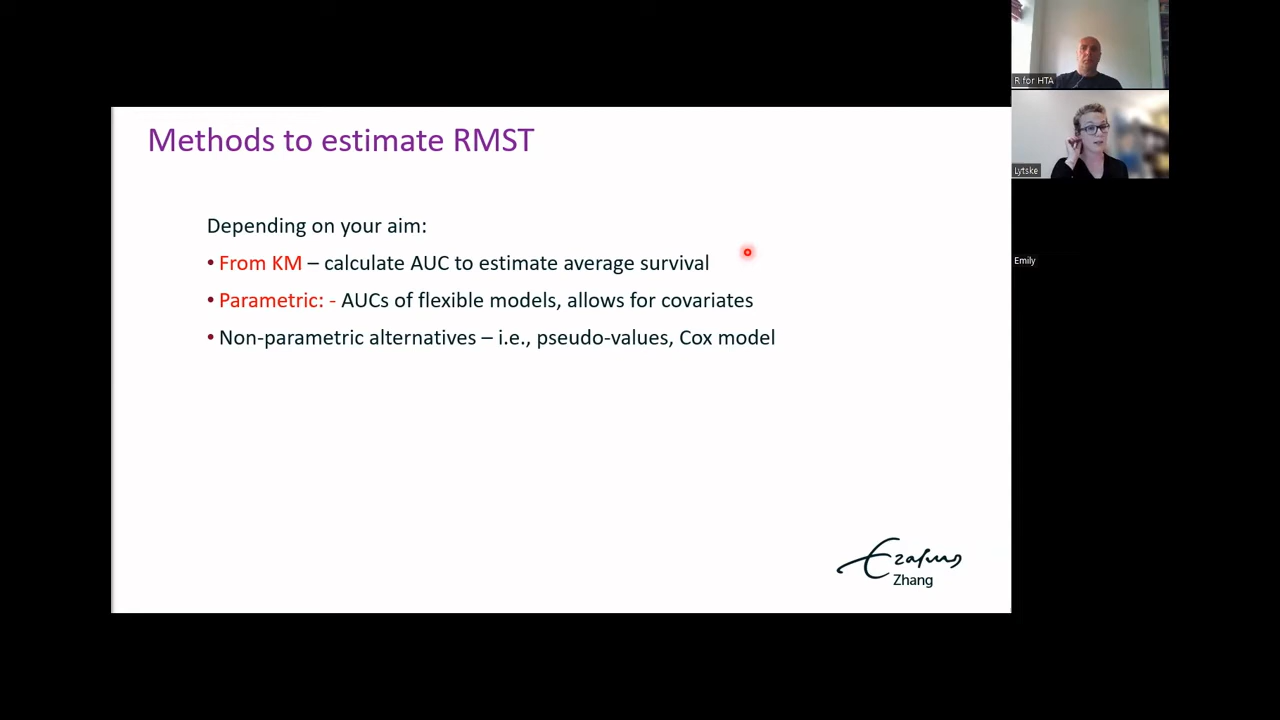 Methods to estimate RMST
Depending on your aim:
• From KM – calculate AUC to estimate average survival
• Parametric: - AUCs of flexible models, allows for covariates
• Non-parametric alternatives – i.e., pseudo-values, Cox model
Erasmus
Zhang
R for HTA
Lytske
Emily